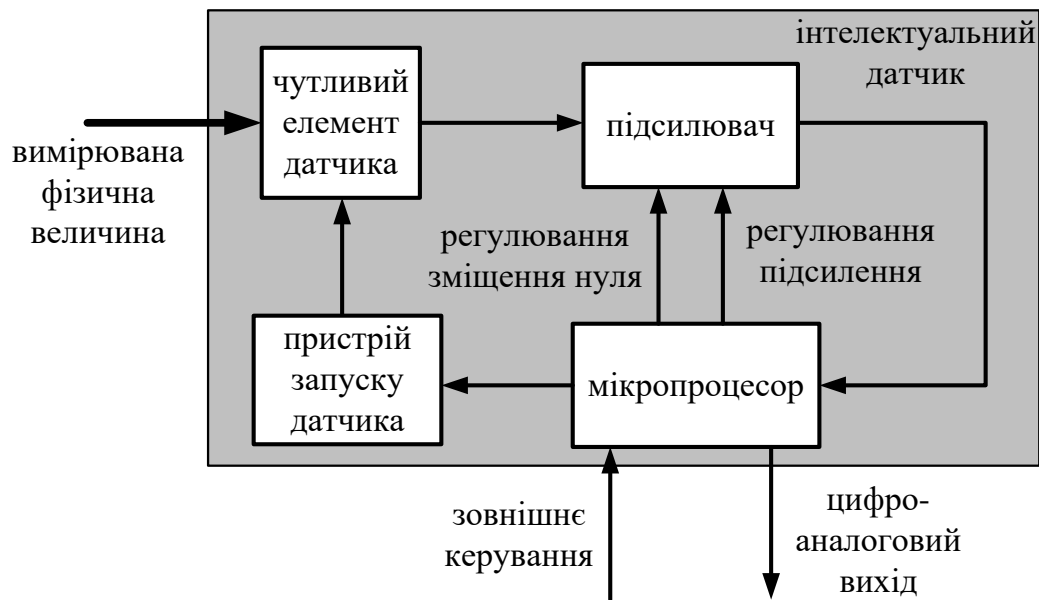 інтелектуальний
датчик
чутливий
елемент
датчика
підсилювач
вимірювана
фізична
величина
регулювання
зміщення нуля
регулювання
підсилення
пристрій
запуску
датчика
мікропроцесор
зовнішнє
керування
цифро-
аналоговий
вихід